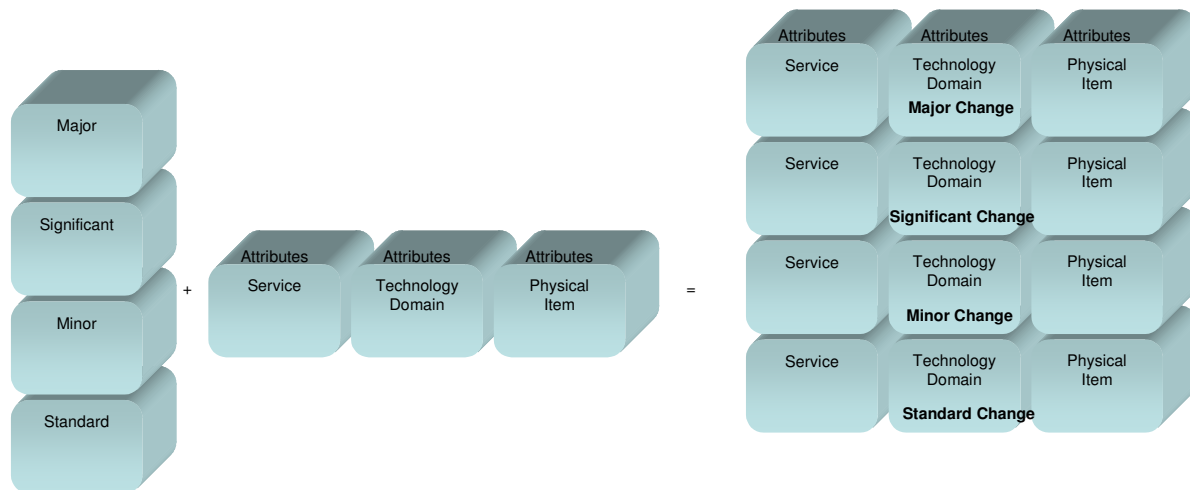 Major
Significant
Minor
Standard
+
Attributes Attributes Attributes
Service Technology Physical
Domain Item
=
Attributes Attributes Attributes
Service Technology Physical
Domain Item
Major Change
Service Technology Physical
Domain Item
Significant Change
Service Technology Physical
Domain Item
Minor Change
Service Technology Physical
Domain Item
Standard Change